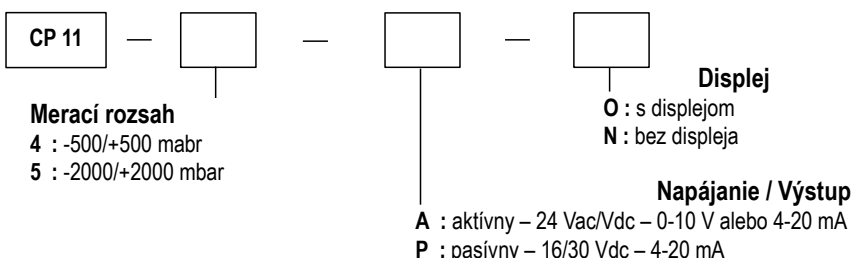 CP 11 — — —
Displej
O : s displejom
N : bez displeja
Merací rozsah
4 : -500/+500 mabr
5 : -2000/+2000 mbar
Napájanie / Výstup
A : aktívny – 24 Vac/Vdc – 0-10 V alebo 4-20 mA
P : pasívny – 16/30 Vdc – 4-20 mA